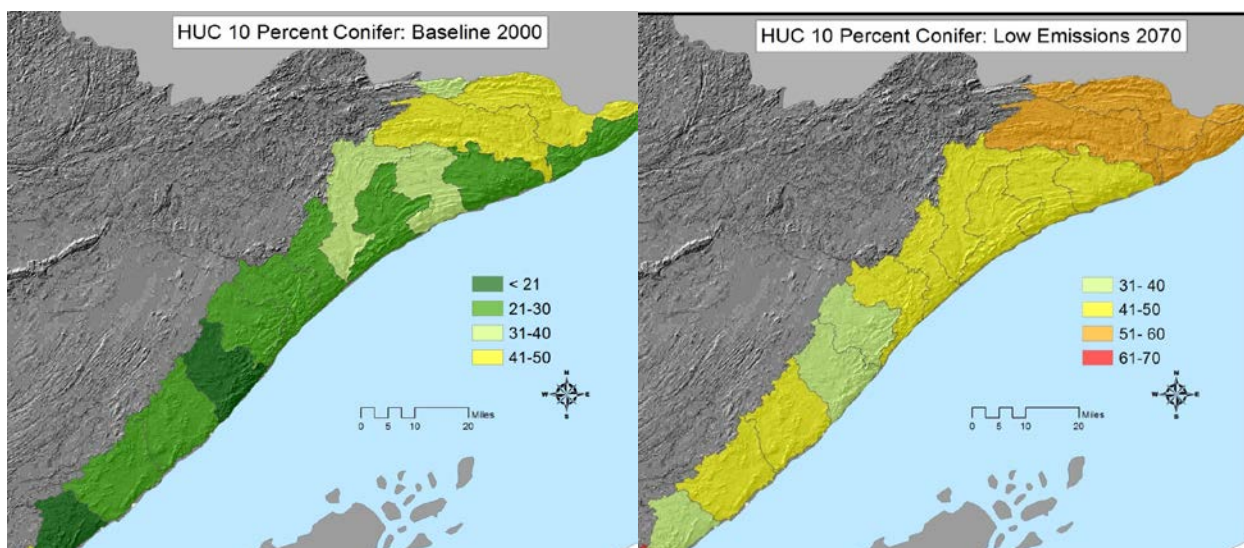 HUC 10 Percent Conifer: Baseline 2000
< 21
21-30
31-40
41-50
N
W E
S
0 5 10 20
Miles
HUC 10 Percent Conifer: Low Emissions 2070
31- 40
41-50
51- 60
61-70
N
W E
S
0 5 10 20
Miles